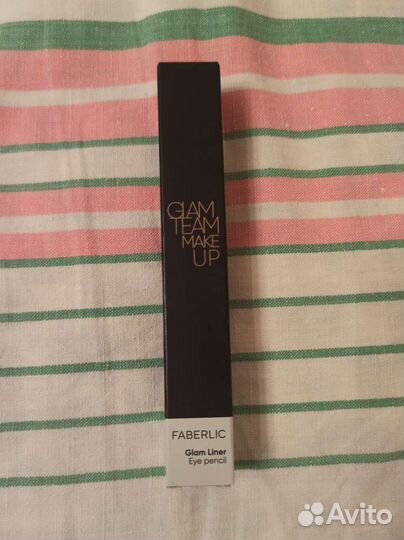 GLAM
TEAM
MAKE
UP
FABERLIC
Glam Liner
Eye pencil
Avito